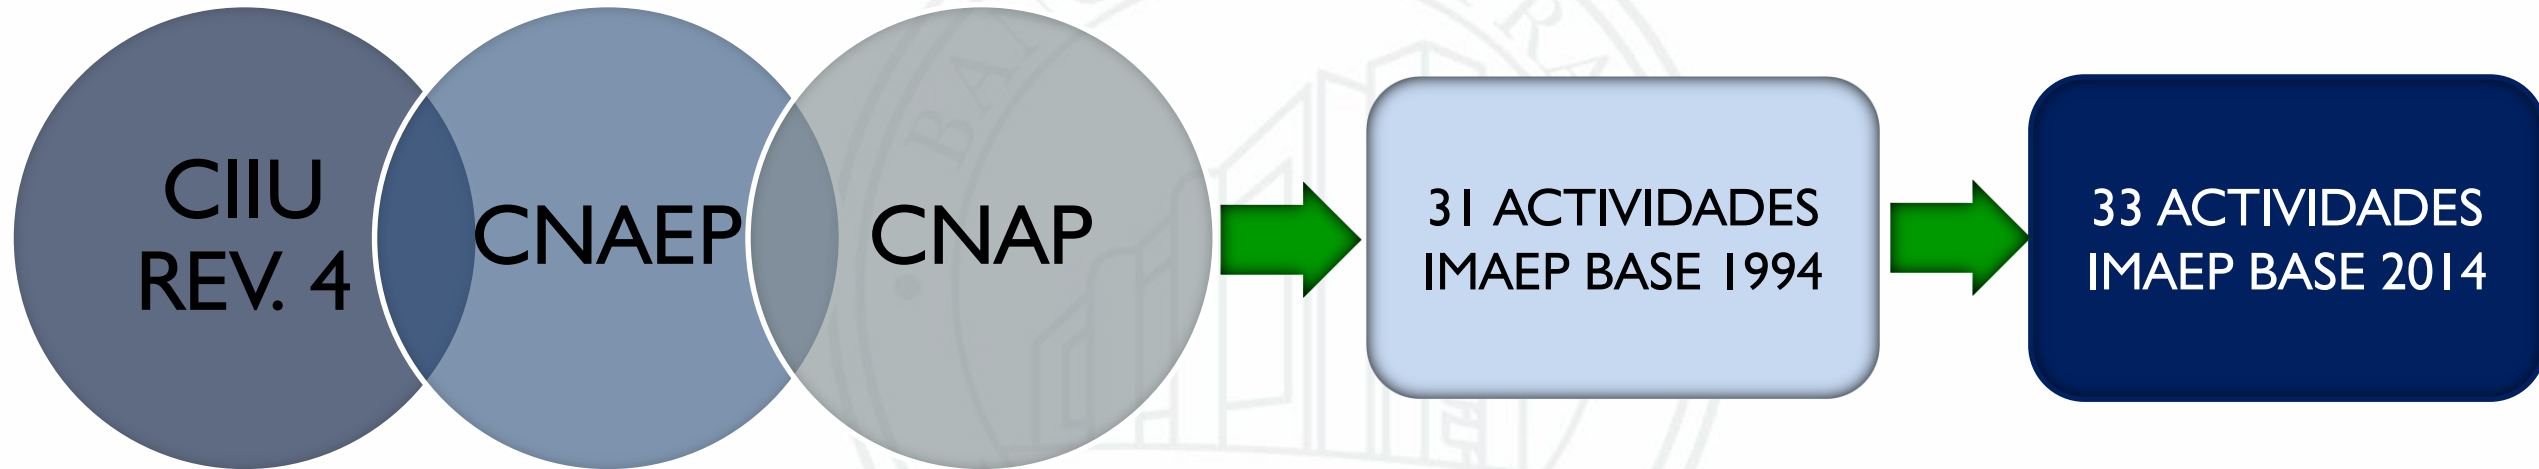 CIIU
REV. 4
CNAEP
CNAP
31 ACTIVIDADES
IMAEP BASE 1994
33 ACTIVIDADES
IMAEP BASE 2014